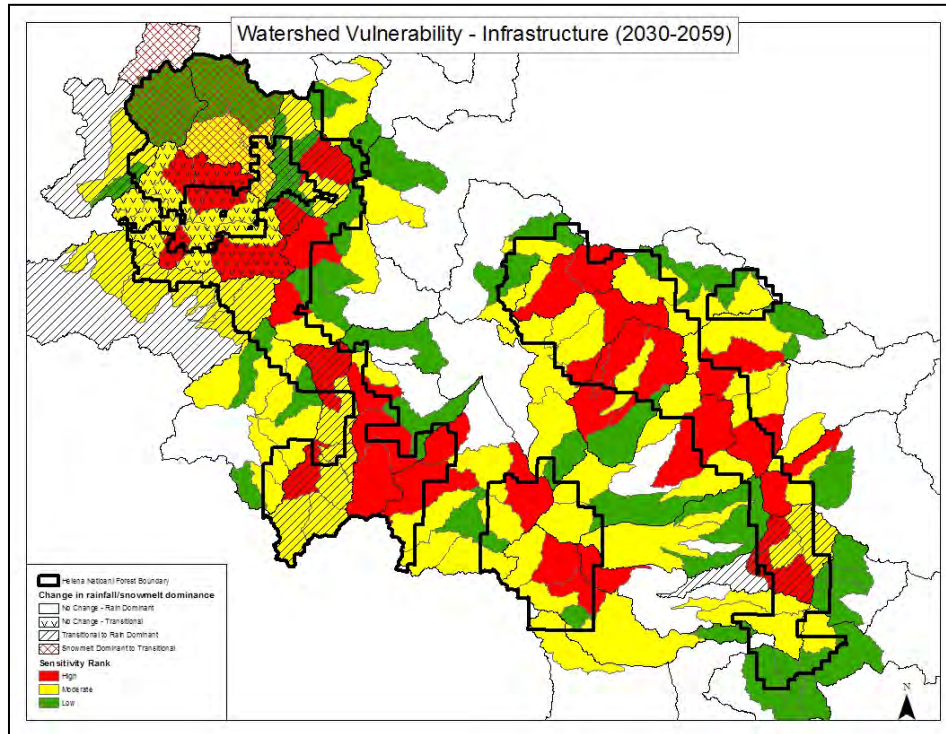 Watershed Vulnerability - Infrastructure (2030-2059)
Helena National Forest Boundary
Change in rainfall/snowmelt dominance
No Change - Rain Dominant
No Change - Transitional
Transitional to Rain Dominant
Snowmelt Dominant to Transitional
Sensitivity Rank
High
Moderate
Low
N